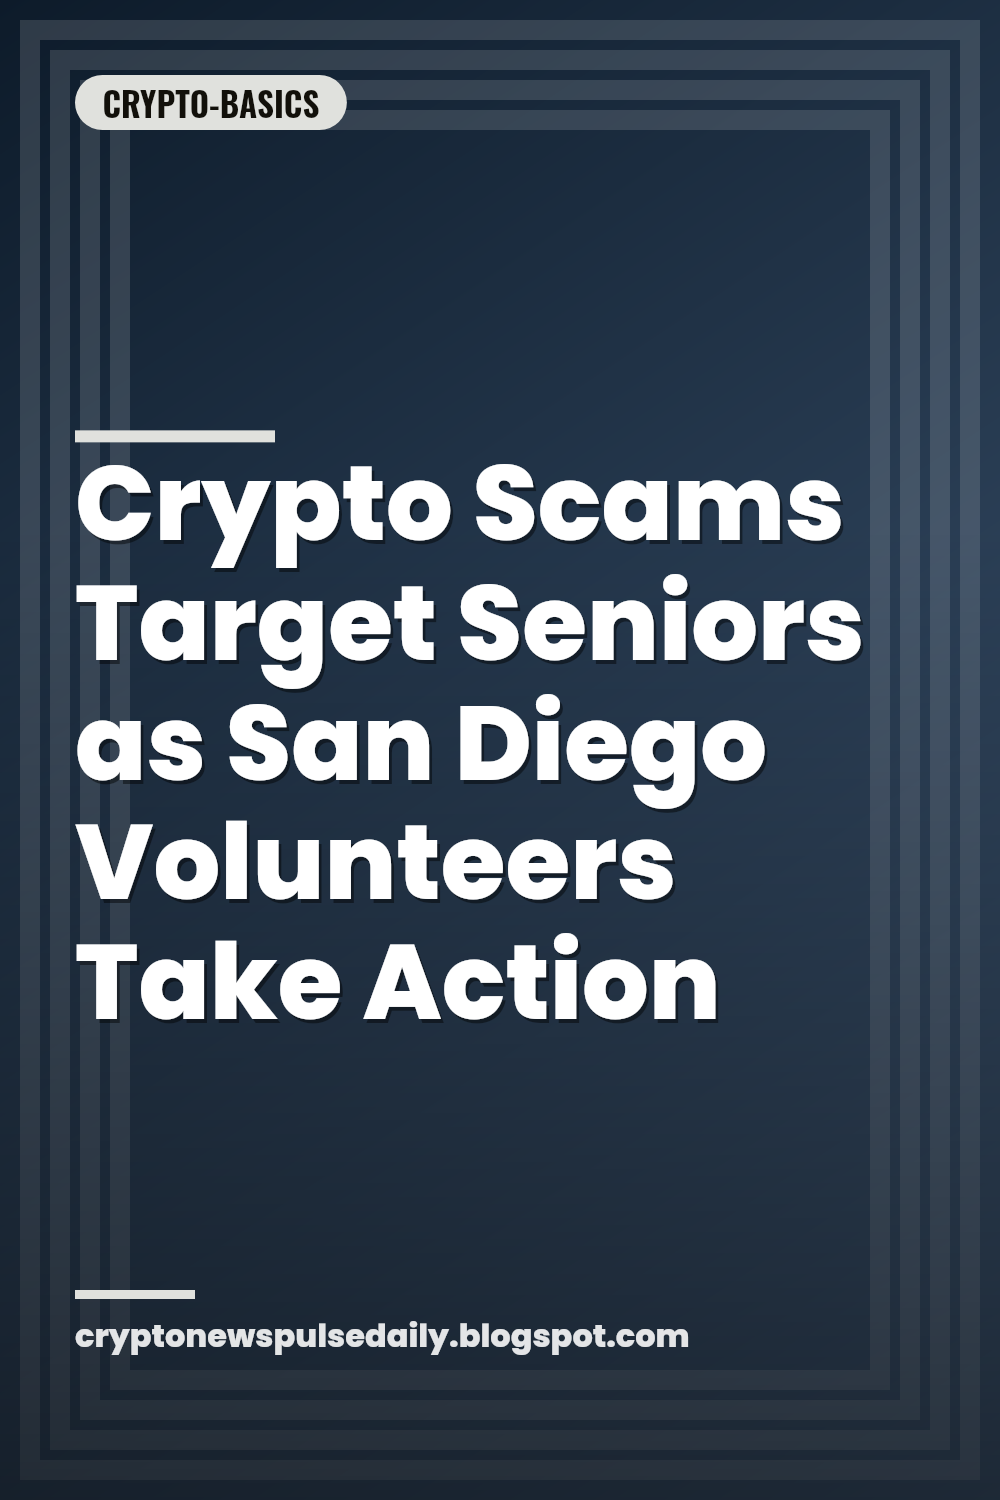 CRYPTO-BASICS
Crypto Scams
Target Seniors
as San Diego
Volunteers
Take Action
cryptonewspulsedaily.blogspot.com